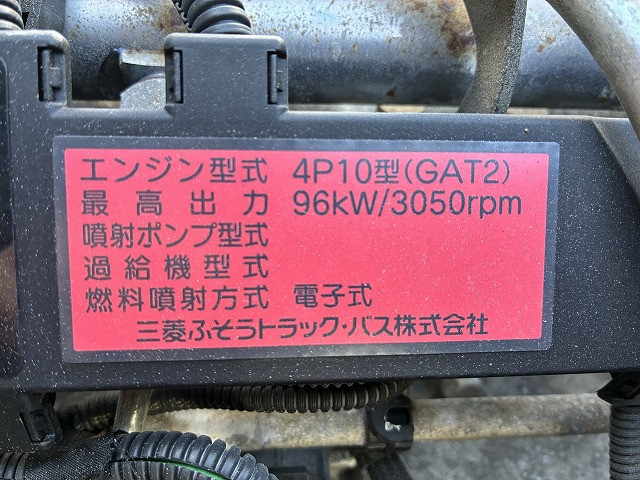 エンジン型式 4P10型(GAT2)
最高出力 96kW/3050rpm
噴射ポンプ型式
過給機型式
燃料噴射方式 電子式
三菱ふそうトラック・バス株式会社